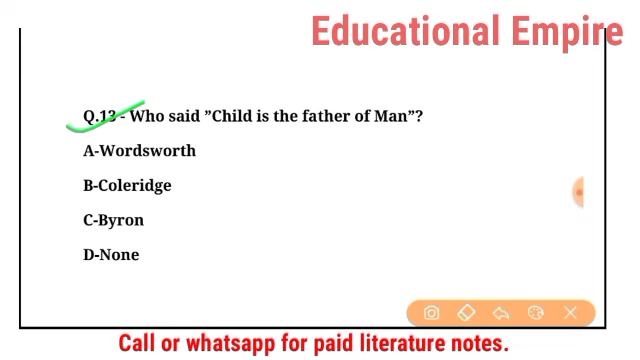 Educational Empire
Q.13 - Who said ”Child is the father of Man”?
A-Wordsworth
B-Coleridge
C-Byron
D-None
Call or whatsapp for paid literature notes.